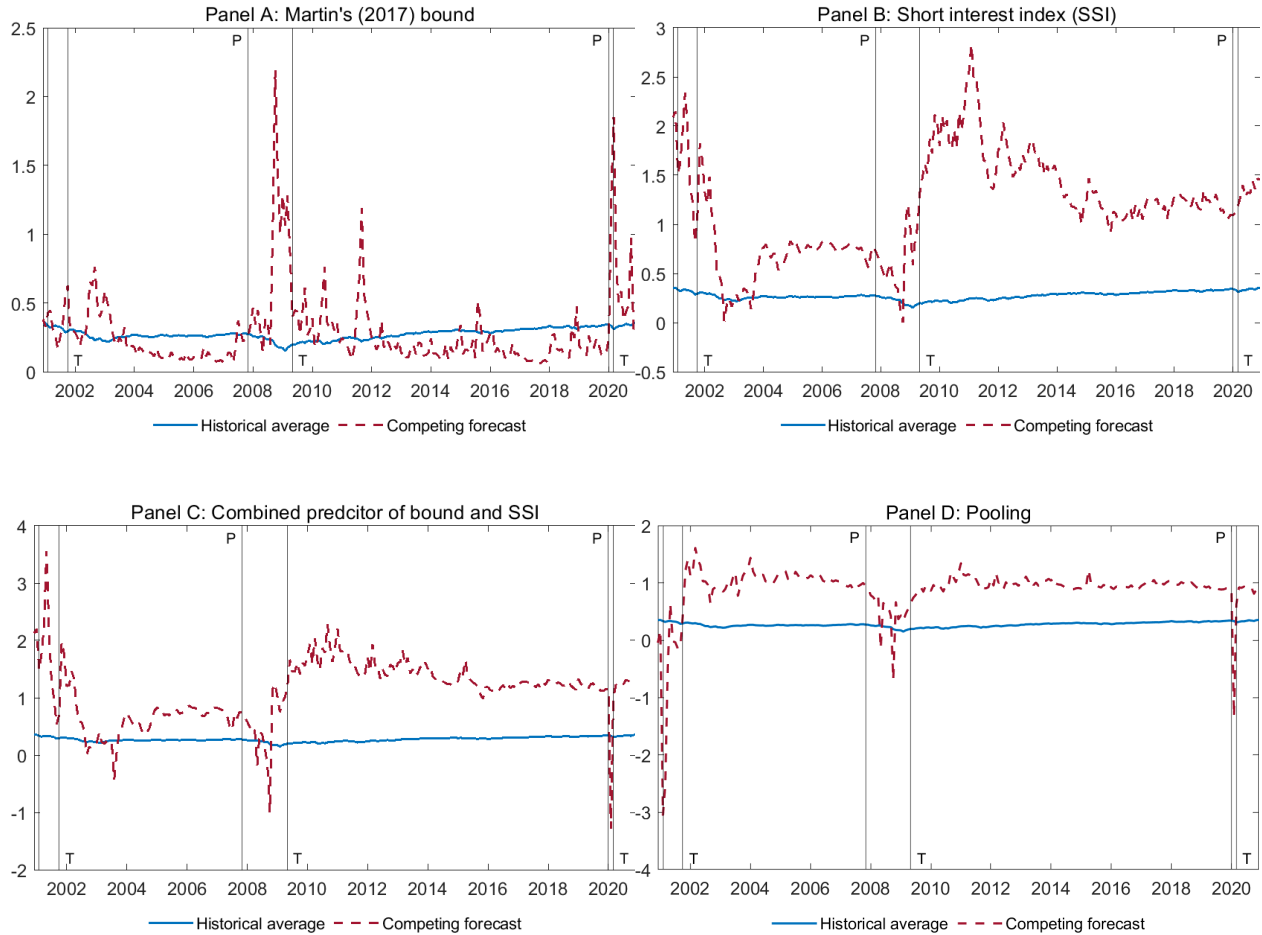 Panel A: Martin's (2017) bound
2.5
2
1.5
1
0.5
0
P
P
T
T
T
2002 2004 2006 2008 2010 2012 2014 2016 2018 2020
Historical average Competing forecast
Panel B: Short interest index (SSI)
3
2.5
2
1.5
1
0.5
0
-0.5
P
P
T
T
T
2002 2004 2006 2008 2010 2012 2014 2016 2018 2020
Historical average Competing forecast
Panel C: Combined predcitor of bound and SSI
4
3
2
1
0
-1
-2
P
P
T
T
T
2002 2004 2006 2008 2010 2012 2014 2016 2018 2020
Historical average Competing forecast
Panel D: Pooling
2
1
0
-1
-2
-3
-4
P
P
T
T
T
2002 2004 2006 2008 2010 2012 2014 2016 2018 2020
Historical average Competing forecast